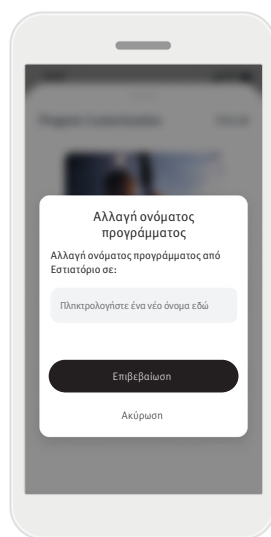 Αλλαγή ονόματος
προγράμματος
Αλλαγή ονόματος προγράμματος από
Εστιατόριο σε:
Πληκτρολογήστε ένα νέο όνομα εδώ
Επιβεβαίωση
Ακύρωση